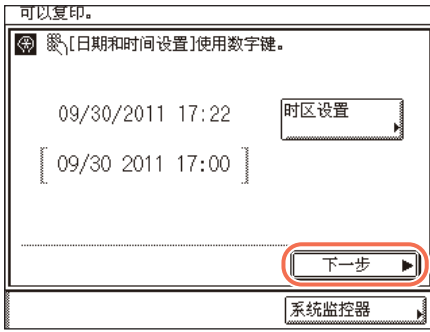 可以复印。
[日期和时间设置]使用数字键。
09/30/2011 17:22
时区设置
[ 09/30 2011 17:00 ]
下一步
系统监控器